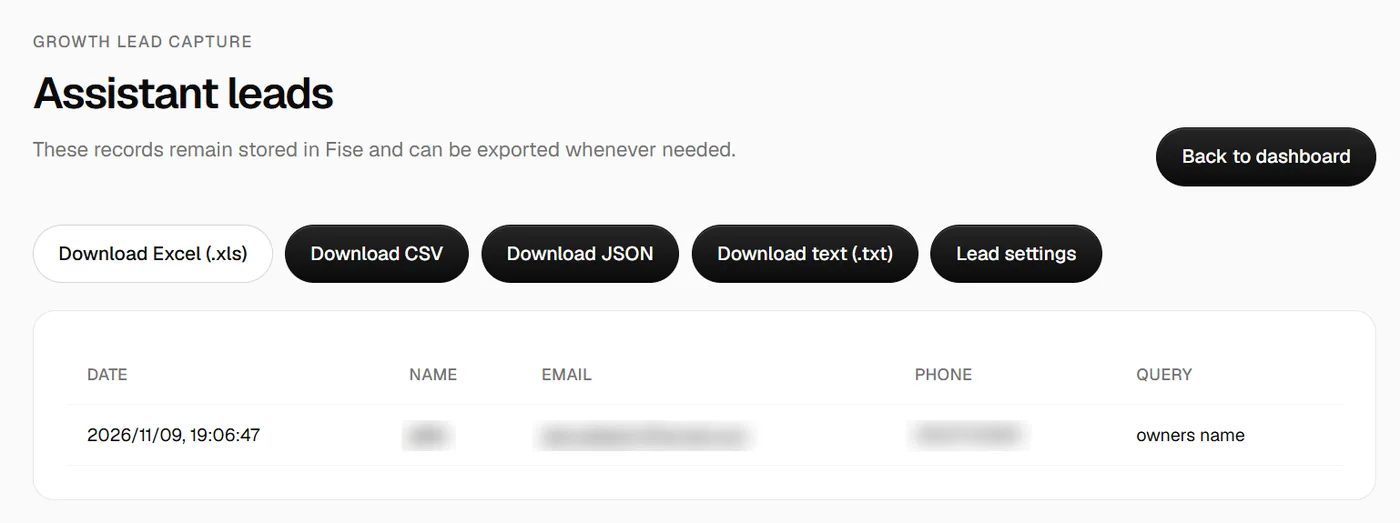 GROWTH LEAD CAPTURE
Assistant leads
These records remain stored in Fise and can be exported whenever needed.
Back to dashboard
Download Excel (.xls) Download CSV Download JSON Download text (.txt) Lead settings
DATE NAME EMAIL PHONE QUERY
2026/11/09, 19:06:47 owners name